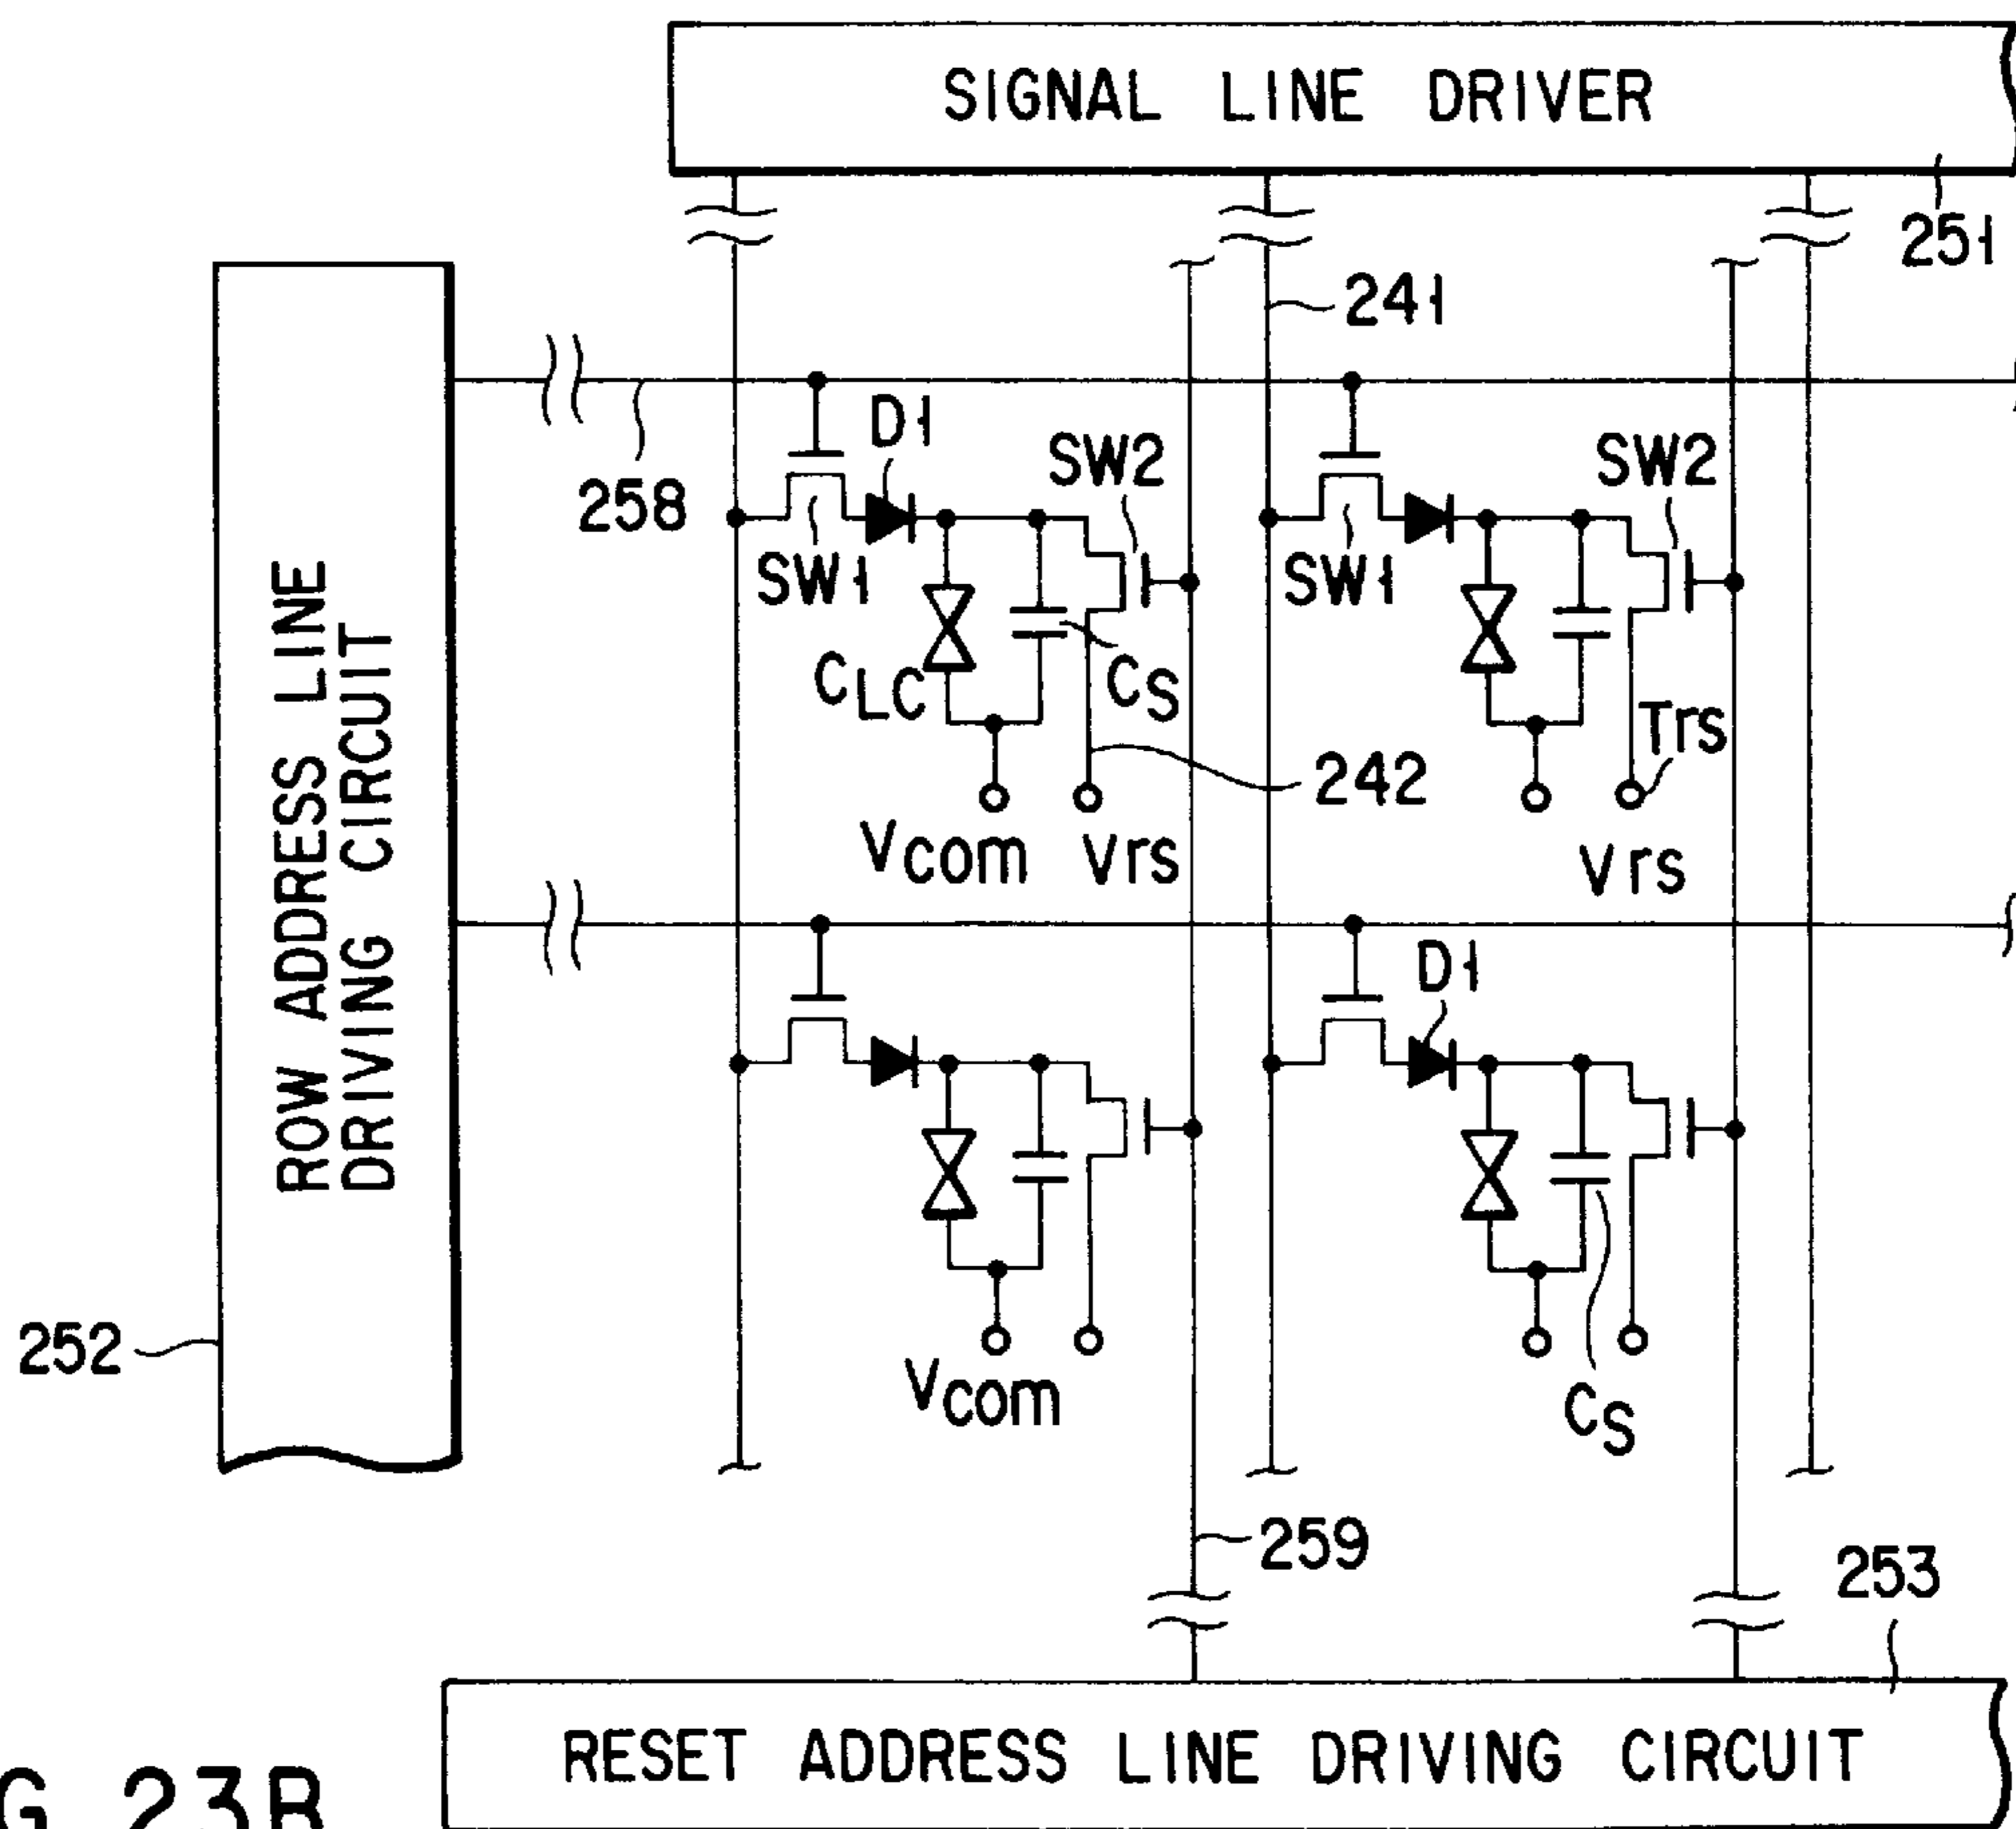 SIGNAL LINE DRIVER
251
241
D1
SW2
SW2
258
SW1
SW1
CLC
CS
Trs
242
Vcom
Vrs
Vrs
ROW ADDRESS LINE
DRIVING CIRCUIT
D1
252
Vcom
CS
259
253
RESET ADDRESS LINE DRIVING CIRCUIT
G 23B